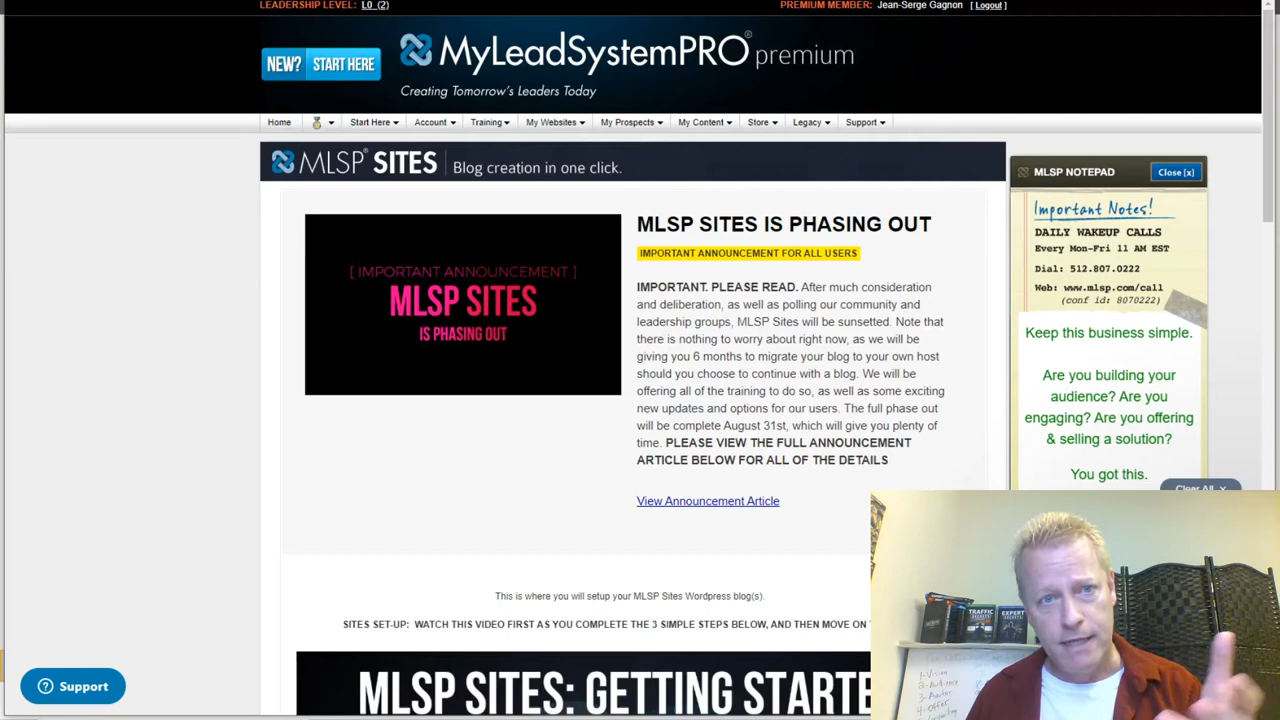 LEADERSHIP LEVEL: L0 (2)
PREMIUM MEMBER: Jean-Serge Gagnon [ Logout ]
NEW? START HERE
MyLeadSystemPRO® premium
Creating Tomorrow's Leaders Today
Home Start Here Account Training My Websites My Prospects My Content Store Legacy Support
MLSP® SITES Blog creation in one click.
MLSP NOTEPAD Close [x]
[ IMPORTANT ANNOUNCEMENT ]
MLSP SITES
IS PHASING OUT
MLSP SITES IS PHASING OUT
IMPORTANT ANNOUNCEMENT FOR ALL USERS
IMPORTANT. PLEASE READ. After much consideration
and deliberation, as well as polling our community and
leadership groups, MLSP Sites will be sunsetted. Note that
there is nothing to worry about right now, as we will be
giving you 6 months to migrate your blog to your own host
should you choose to continue with a blog. We will be
offering all of the training to do so, as well as some exciting
new updates and options for our users. The full phase out
will be complete August 31st, which will give you plenty of
time. PLEASE VIEW THE FULL ANNOUNCEMENT
ARTICLE BELOW FOR ALL OF THE DETAILS
View Announcement Article
Important Notes!
DAILY WAKEUP CALLS
Every Mon-Fri 11 AM EST
Dial: 512.807.0222
Web: www.mlsp.com/call
(conf id: 8070222)
Keep this business simple.
Are you building your
audience? Are you
engaging? Are you offering
& selling a solution?
You got this.
Clear All x
This is where you will setup your MLSP Sites Wordpress blog(s).
SITES SET-UP: WATCH THIS VIDEO FIRST AS YOU COMPLETE THE 3 SIMPLE STEPS BELOW, AND THEN MOVE ON
MLSP SITES: GETTING STARTE
Support
TRAFFIC
SECRETS
EXPERT
SECRETS
1-Vision